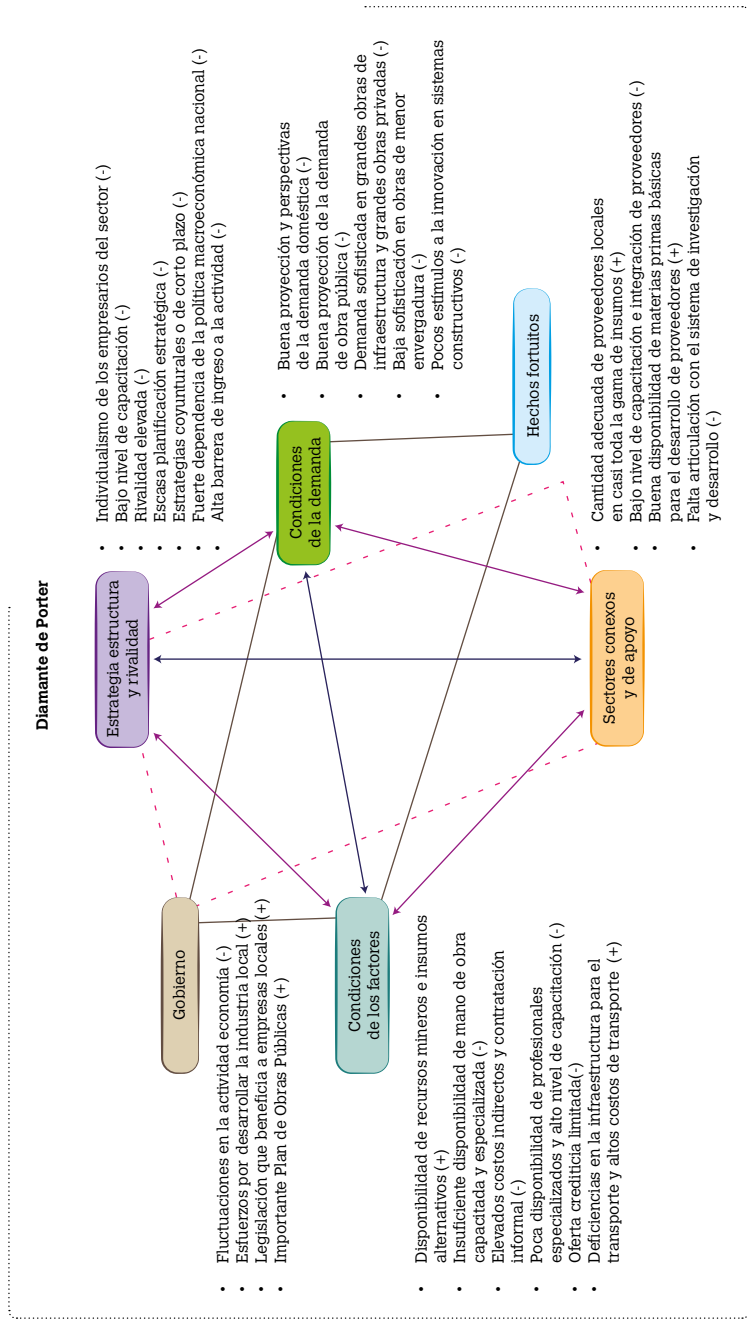 Diamante de Porter
Estrategia estructura
y rivalidad
• Individualismo de los empresarios del sector (-)
• Bajo nivel de capacitación (-)
• Rivalidad elevada (-)
• Escasa planificación estratégica (-)
• Estrategias coyunturales o de corto plazo (-)
• Fuerte dependencia de la política macroeconómica nacional (-)
• Alta barrera de ingreso a la actividad (-)
Gobierno
• Fluctuaciones en la actividad economía (-)
• Esfuerzos por desarrollar la industria local (+)
• Legislación que beneficia a empresas locales (+)
• Importante Plan de Obras Públicas (+)
Condiciones
de la demanda
• Buena proyección y perspectivas
de la demanda doméstica (-)
• Buena proyección de la demanda
de obra pública (-)
• Demanda sofisticada en grandes obras de
infraestructura y grandes obras privadas (-)
• Baja sofisticación en obras de menor
envergadura (-)
• Pocos estímulos a la innovación en sistemas
constructivos (-)
Condiciones
de los factores
• Disponibilidad de recursos mineros e insumos
alternativos (+)
• Insuficiente disponibilidad de mano de obra
capacitada y especializada (-)
• Elevados costos indirectos y contratación
informal (-)
• Poca disponibilidad de profesionales
especializados y alto nivel de capacitación (-)
• Oferta crediticia limitada(-)
• Deficiencias en la infraestructura para el
transporte y altos costos de transporte (+)
Hechos fortuitos
Sectores conexos
y de apoyo
• Cantidad adecuada de proveedores locales
en casi toda la gama de insumos (+)
• Bajo nivel de capacitación e integración de proveedores (-)
• Buena disponibilidad de materias primas básicas
para el desarrollo de proveedores (+)
• Falta articulación con el sistema de investigación
y desarrollo (-)